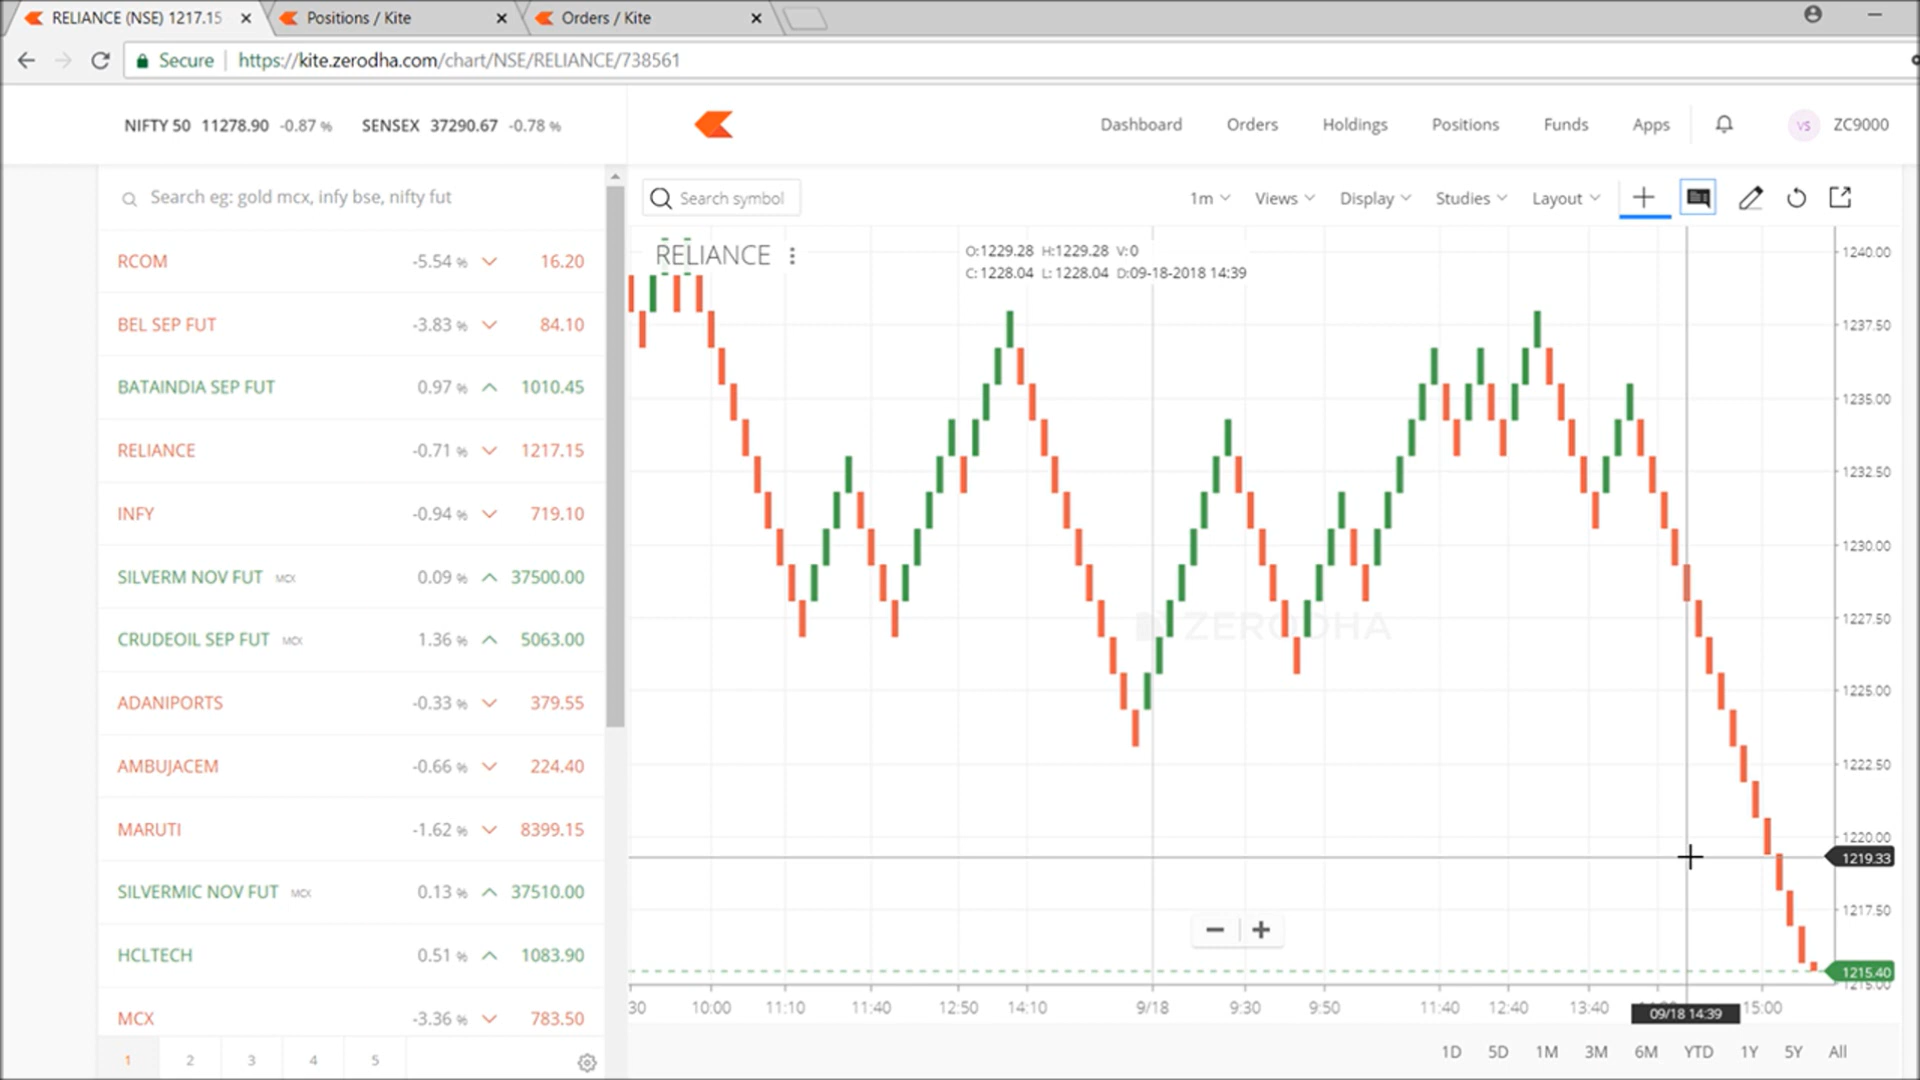 RELIANCE (NSE) 1217.15
Positions / Kite
Orders / Kite
Secure
https://kite.zerodha.com/chart/NSE/RELIANCE/738561
NIFTY 50 11278.90 -0.87 %
SENSEX 37290.67 -0.78 %
Dashboard
Orders
Holdings
Positions
Funds
Apps
VS
ZC9000
Search eg: gold mcx, infy bse, nifty fut
RCOM -5.54 % 16.20
BEL SEP FUT -3.83 % 84.10
BATAINDIA SEP FUT 0.97 % 1010.45
RELIANCE -0.71 % 1217.15
INFY -0.94 % 719.10
SILVERM NOV FUT MCX 0.09 % 37500.00
CRUDEOIL SEP FUT MCX 1.36 % 5063.00
ADANIPORTS -0.33 % 379.55
AMBUJACEM -0.66 % 224.40
MARUTI -1.62 % 8399.15
SILVERMIC NOV FUT MCX 0.13 % 37510.00
HCLTECH 0.51 % 1083.90
MCX -3.36 % 783.50
1 2 3 4 5
Search symbol
1m
Views
Display
Studies
Layout
RELIANCE
O:1229.28 H:1229.28 V:0
C:1228.04 L:1228.04 D:09-18-2018 14:39
ZERODHA
1240.00
1237.50
1235.00
1232.50
1230.00
1227.50
1225.00
1222.50
1220.00
1219.33
1217.50
1215.40
1215.00
30 10:00 11:10 11:40 12:50 14:10 9/18 9:30 9:50 11:40 12:40 13:40 15:00
09/18 14:39
1D 5D 1M 3M 6M YTD 1Y 5Y All